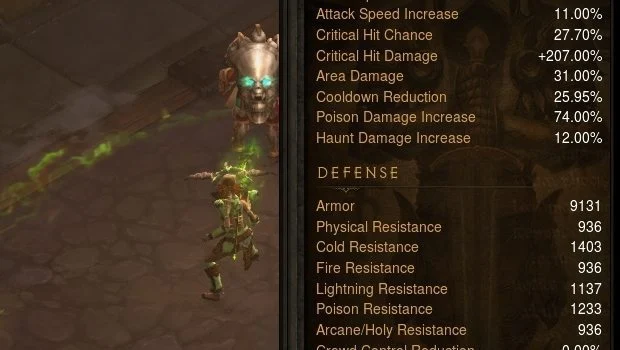 Attack Speed Increase 11.00%
Critical Hit Chance 27.70%
Critical Hit Damage +207.00%
Area Damage 31.00%
Cooldown Reduction 25.95%
Poison Damage Increase 74.00%
Haunt Damage Increase 12.00%
DEFENSE
Armor 9131
Physical Resistance 936
Cold Resistance 1403
Fire Resistance 936
Lightning Resistance 1137
Poison Resistance 1233
Arcane/Holy Resistance 936
Crowd Control Reduction 0.00%